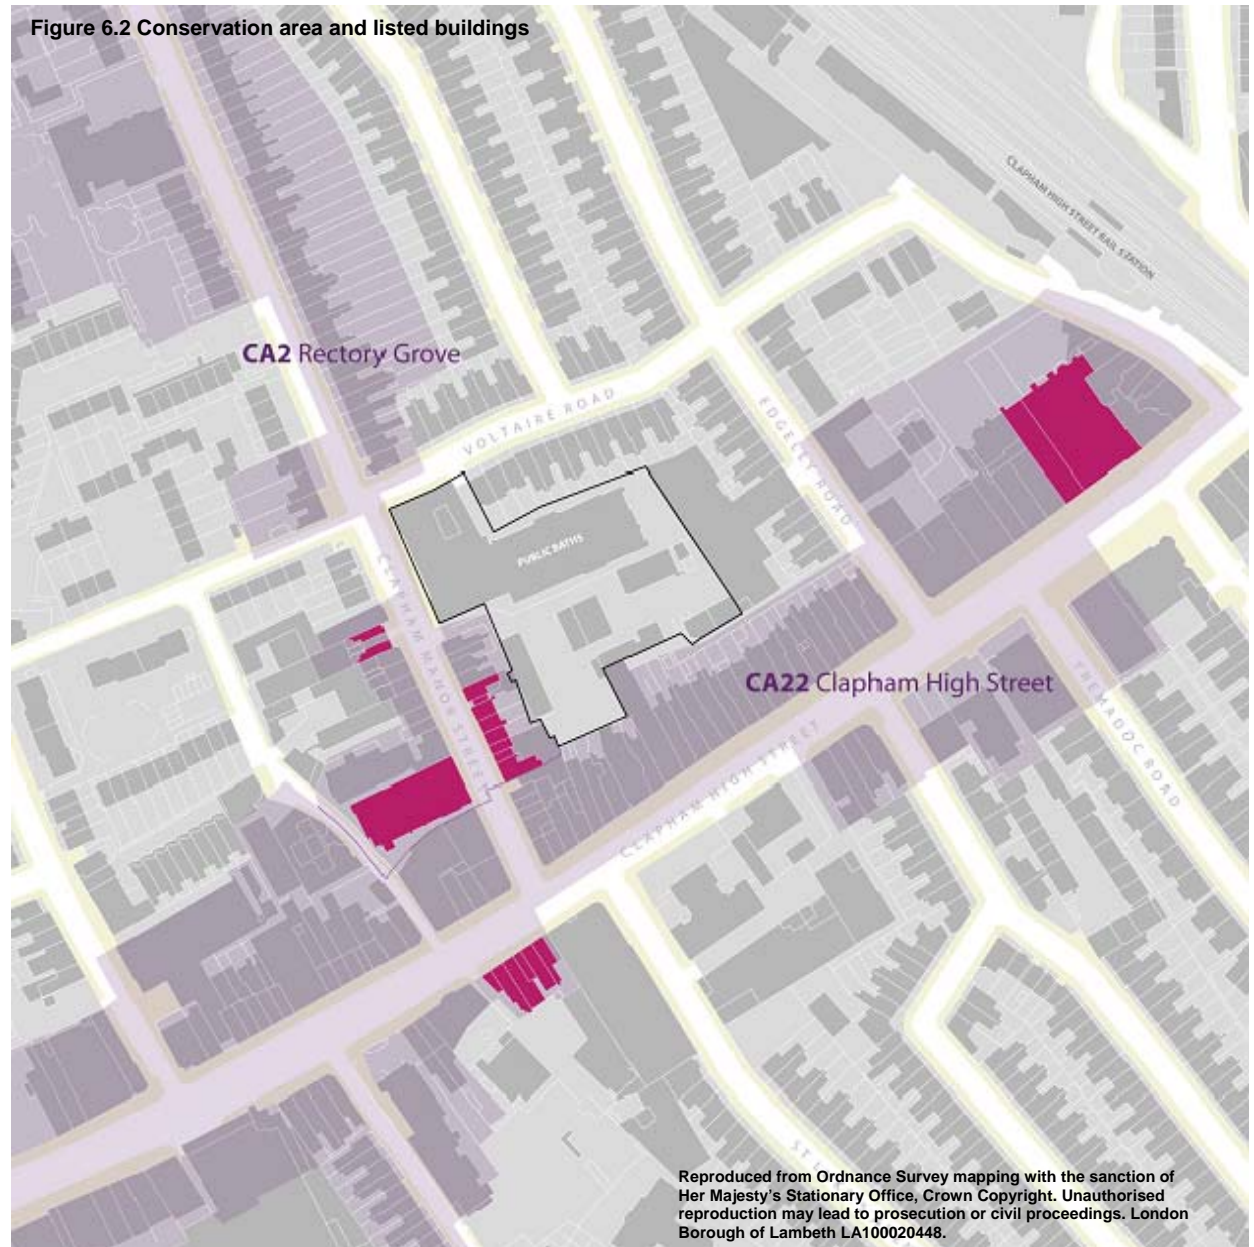 Figure 6.2 Conservation area and listed buildings
CLAPHAM HIGH STREET RAIL STATION
CA2 Rectory Grove
VOLTAIRE ROAD
EDGELEY ROAD
PUBLIC BATHS
CLAPHAM MANOR STREET
CA22 Clapham High Street
TREMADOC ROAD
CLAPHAM HIGH STREET
ST
Reproduced from Ordnance Survey mapping with the sanction of
Her Majesty's Stationary Office, Crown Copyright. Unauthorised
reproduction may lead to prosecution or civil proceedings. London
Borough of Lambeth LA100020448.